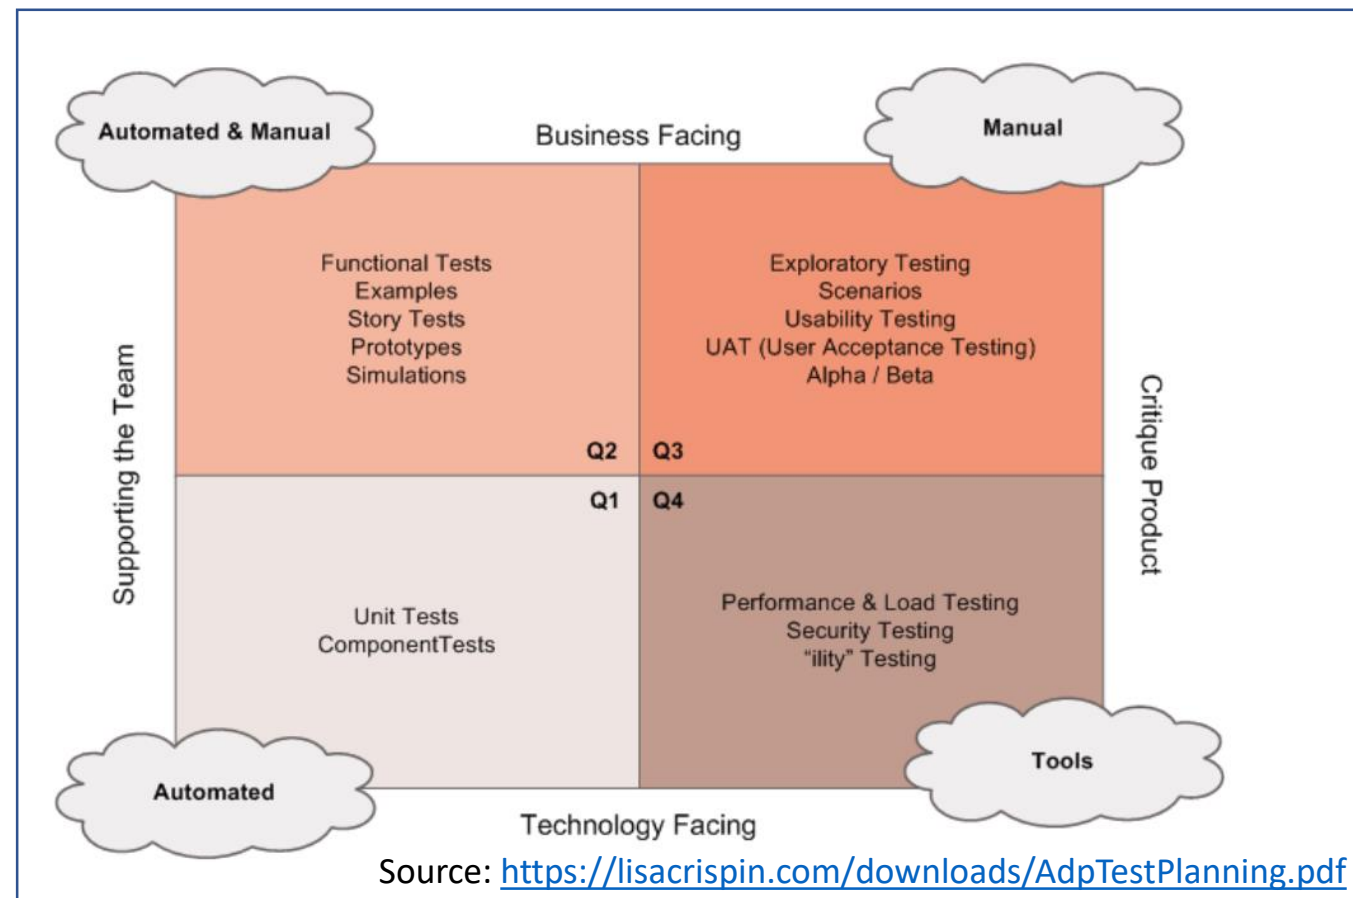 Automated & Manual
Business Facing
Manual
Functional Tests
Examples
Story Tests
Prototypes
Simulations
Exploratory Testing
Scenarios
Usability Testing
UAT (User Acceptance Testing)
Alpha / Beta
Supporting the Team
Critique Product
Q2
Q3
Q1
Q4
Unit Tests
ComponentTests
Performance & Load Testing
Security Testing
“ility” Testing
Automated
Tools
Technology Facing
Source: https://lisacrispin.com/downloads/AdpTestPlanning.pdf